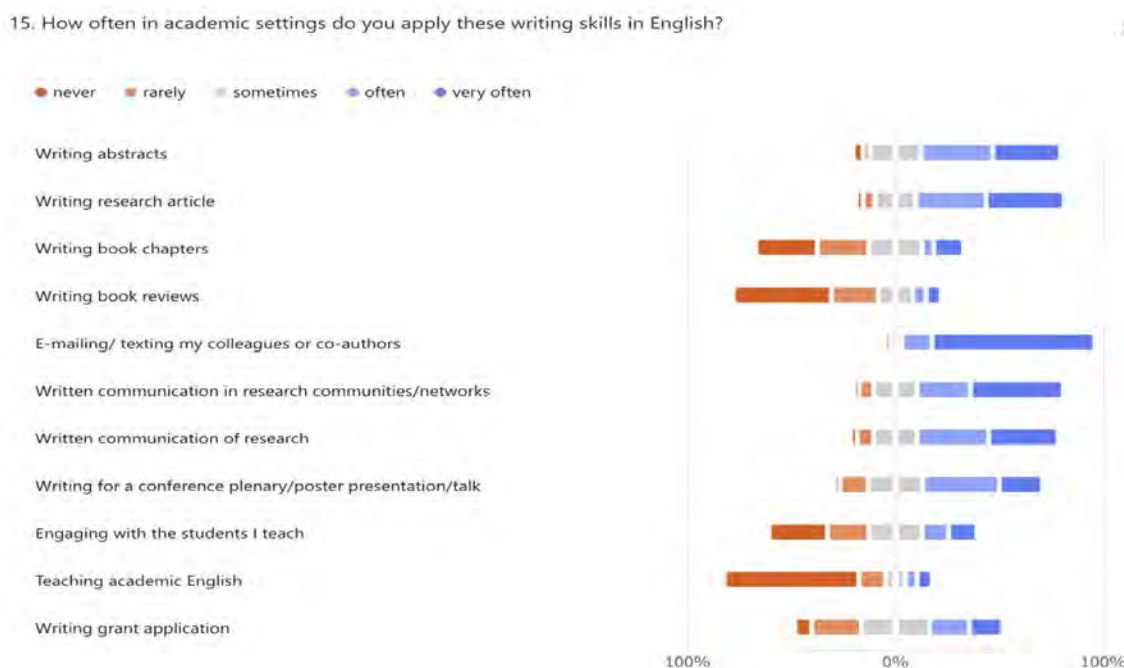 15. How often in academic settings do you apply these writing skills in English?
never rarely sometimes often very often
Writing abstracts
Writing research article
Writing book chapters
Writing book reviews
E-mailing/ texting my colleagues or co-authors
Written communication in research communities/networks
Written communication of research
Writing for a conference plenary/poster presentation/talk
Engaging with the students I teach
Teaching academic English
Writing grant application
100% 0% 100%